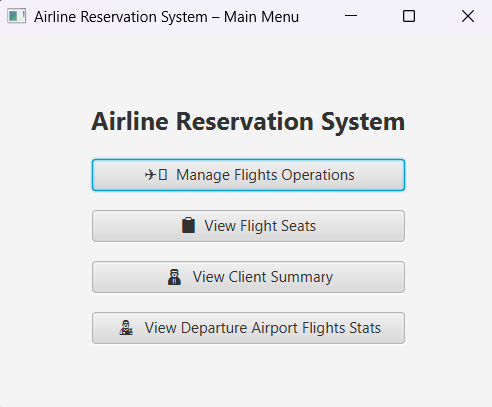 Airline Reservation System – Main Menu
Airline Reservation System
✈▯ Manage Flights Operations
📋 View Flight Seats
👨‍💼 View Client Summary
👨‍✈️ View Departure Airport Flights Stats